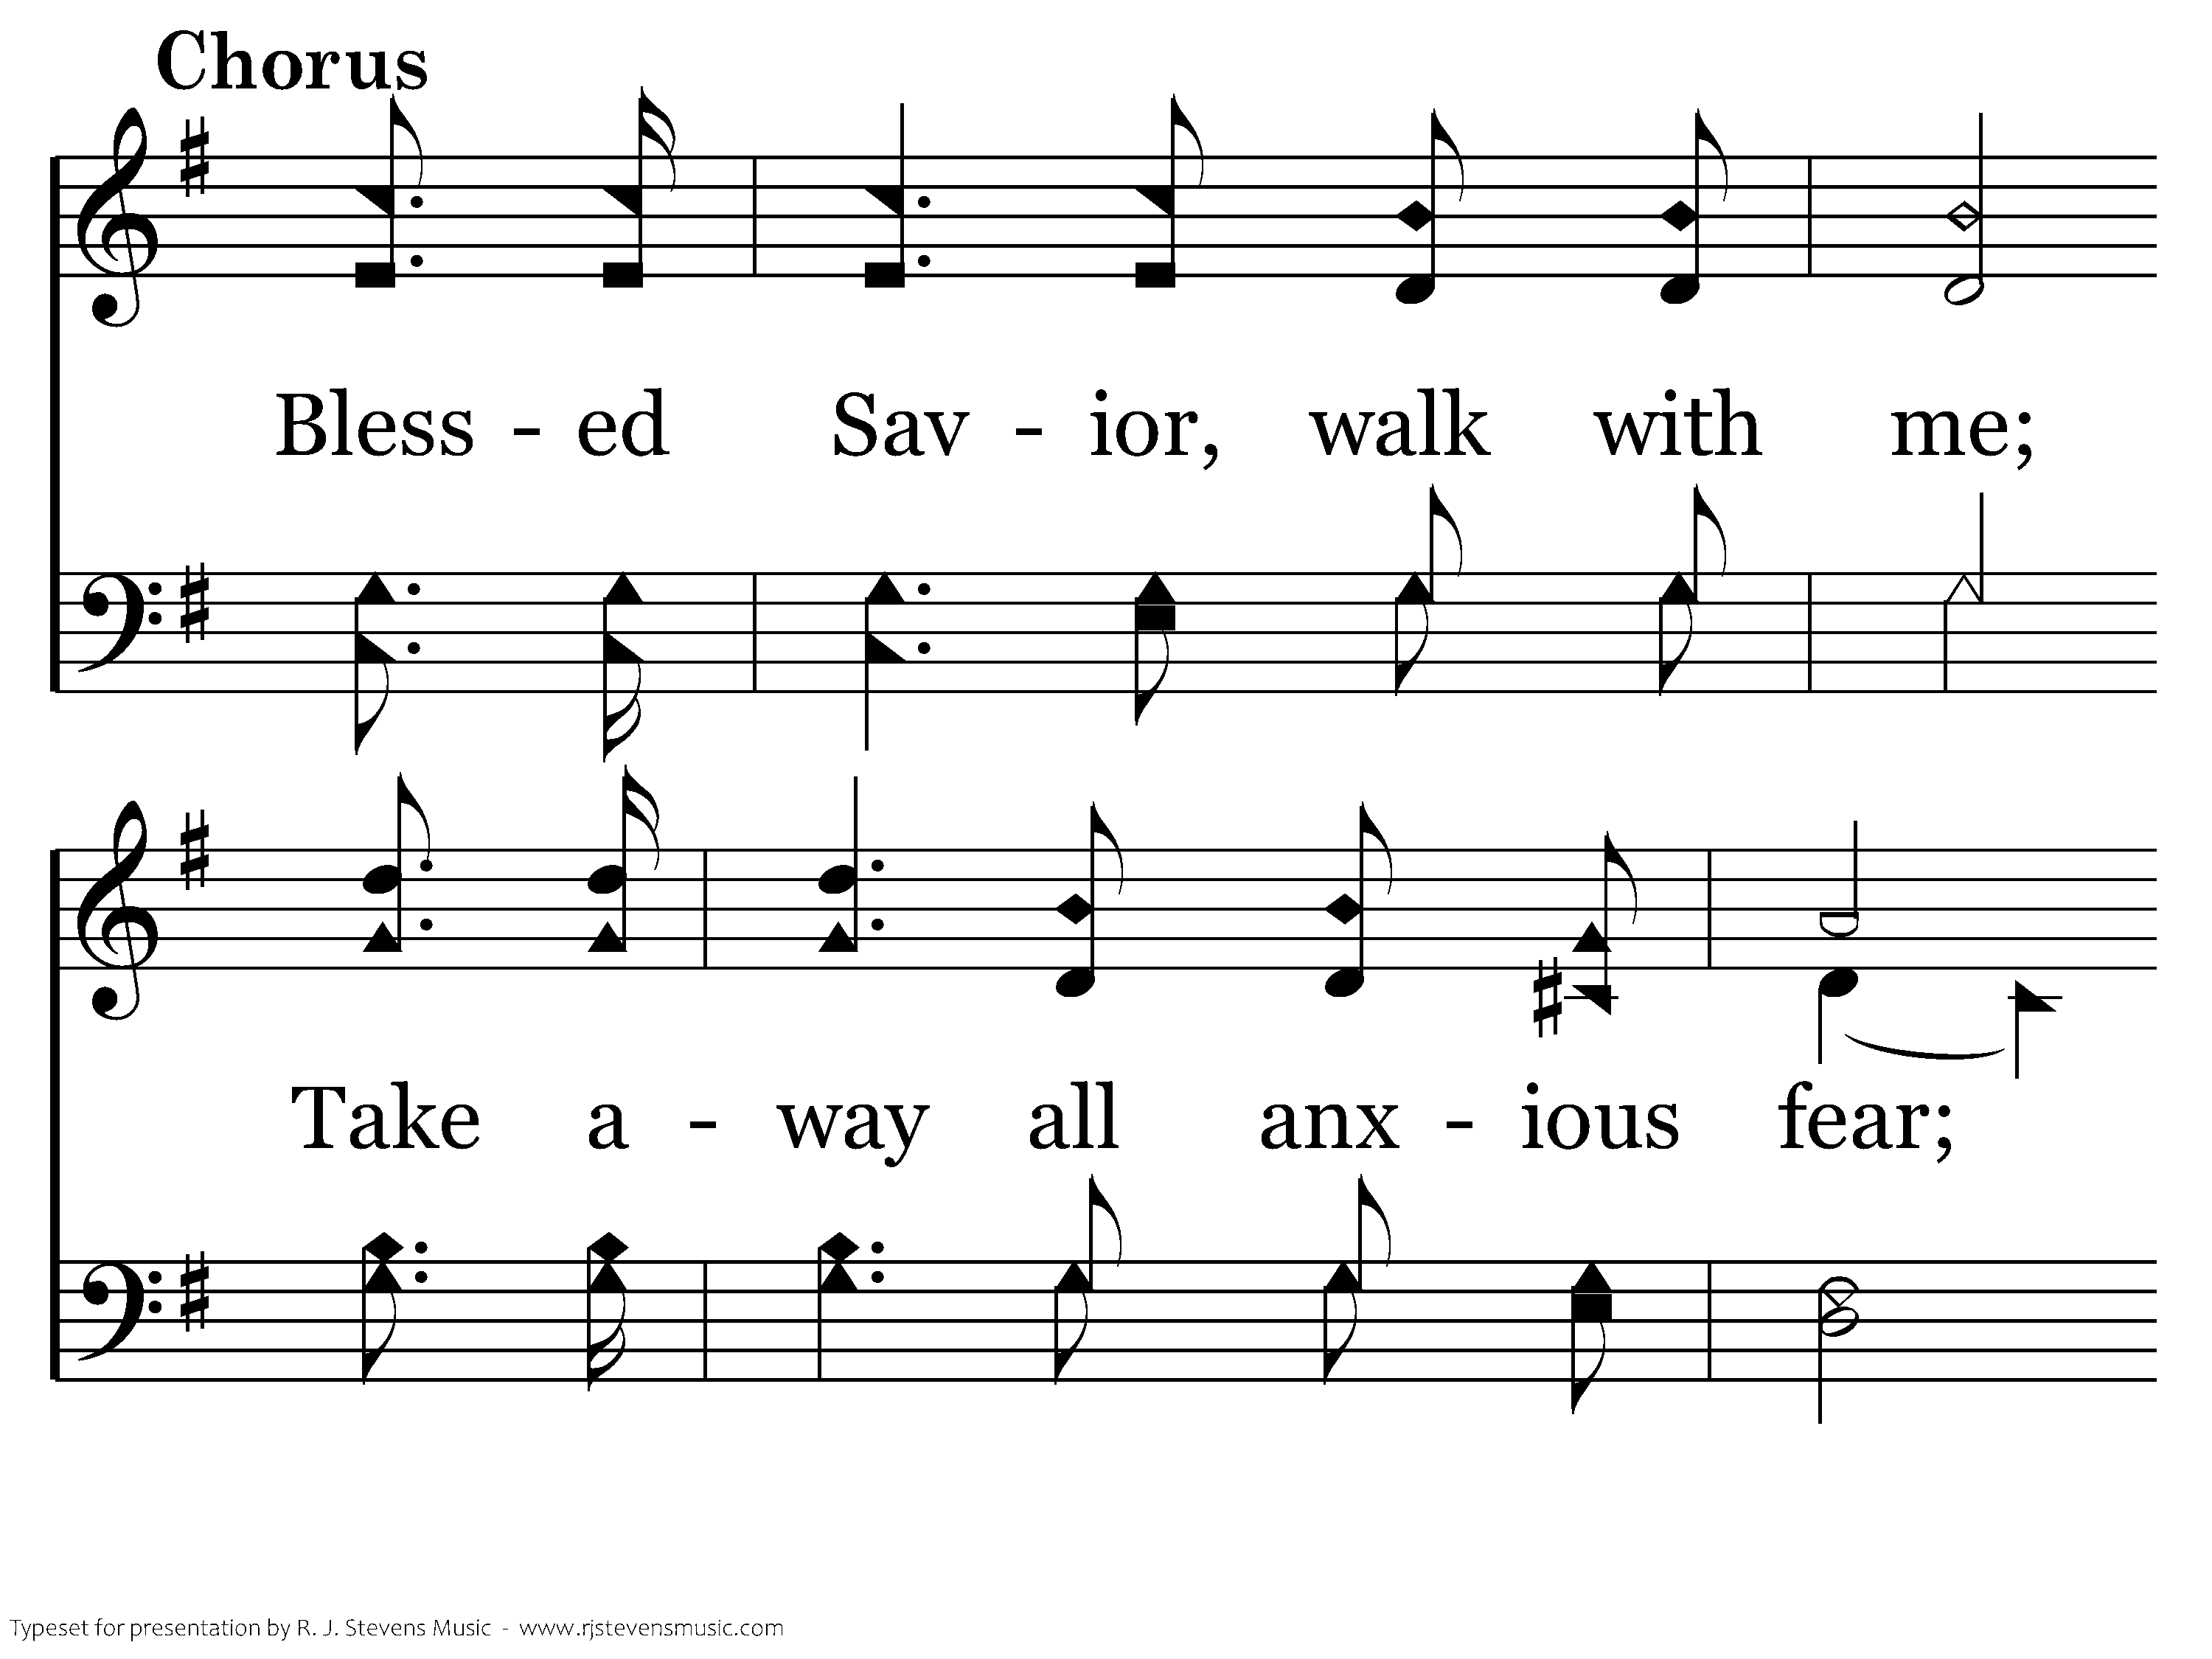 Chorus
Bless - ed Sav - ior, walk with me;
Take a - way all anx - ious fear;
Typeset for presentation by R. J. Stevens Music - www.rjstevensmusic.com